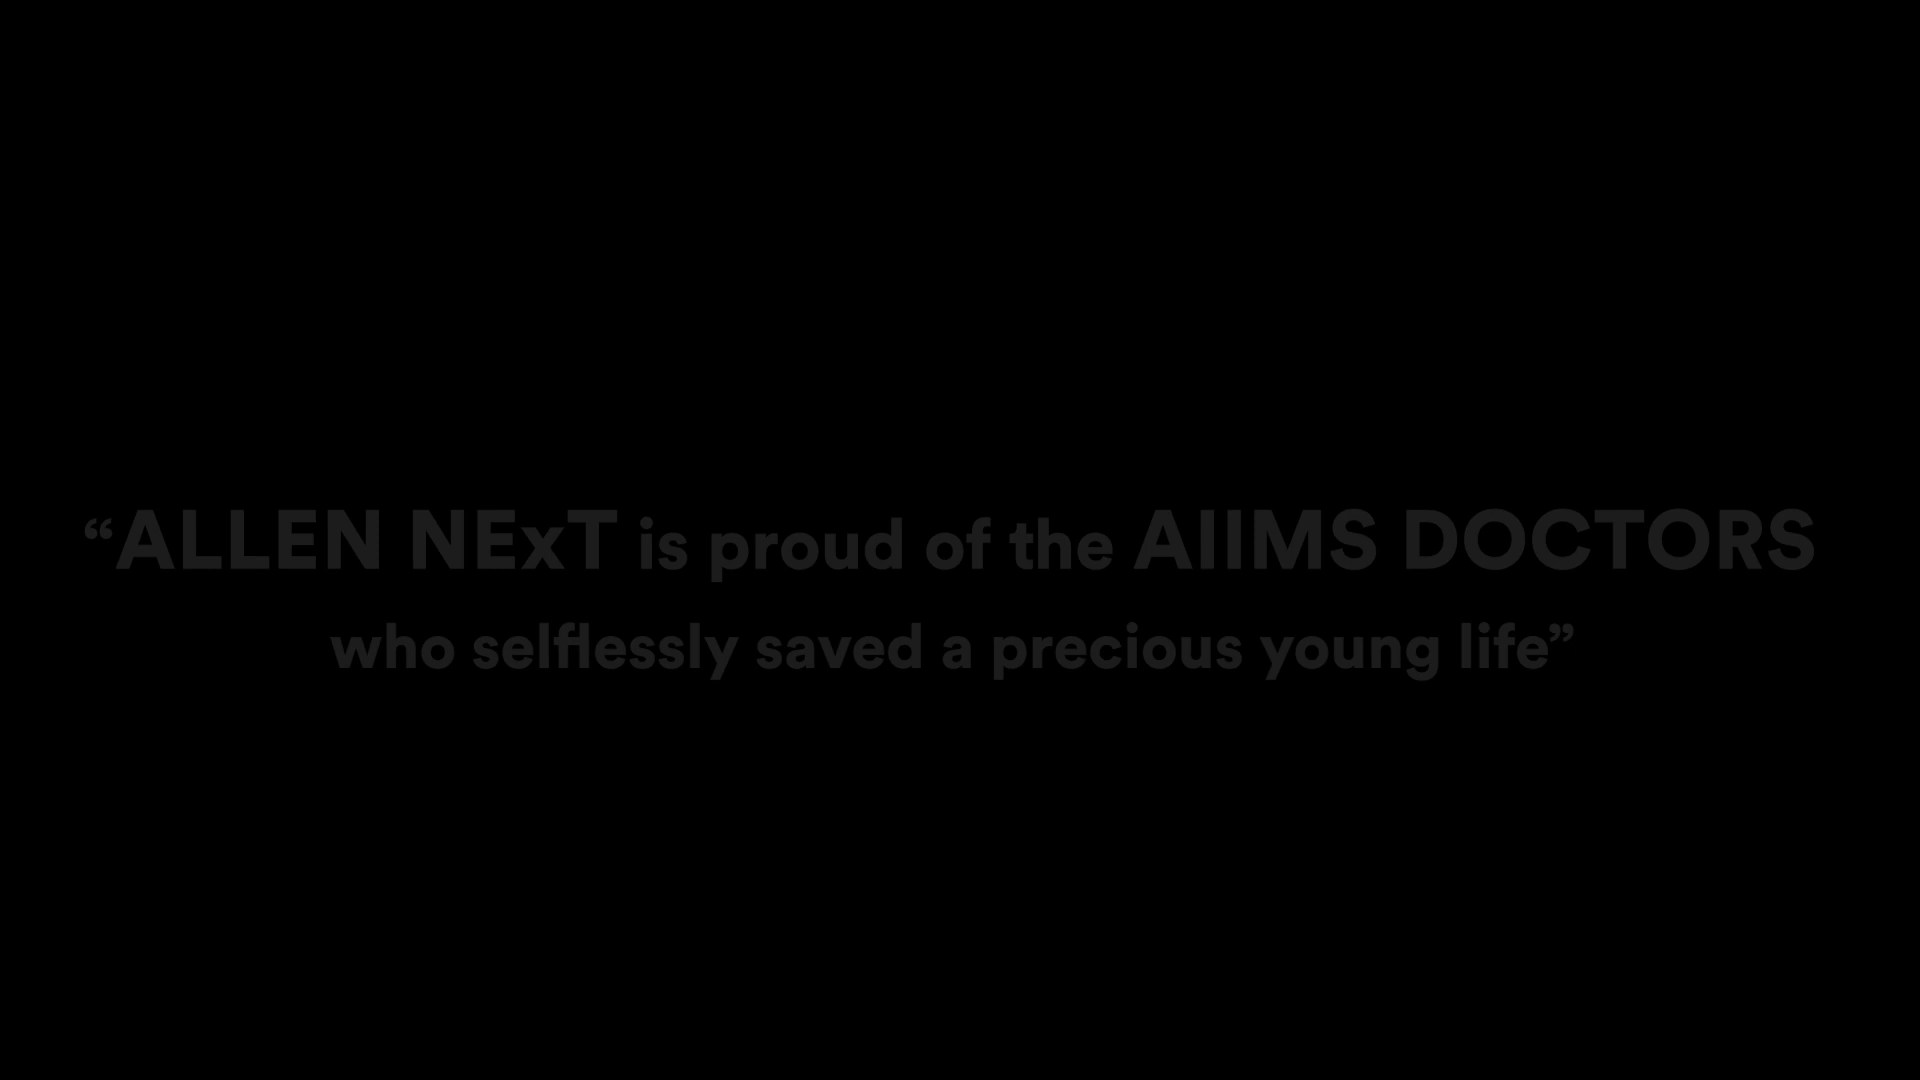 “ALLEN NExT is proud of the AIIMS DOCTORS
who selflessly saved a precious young life”